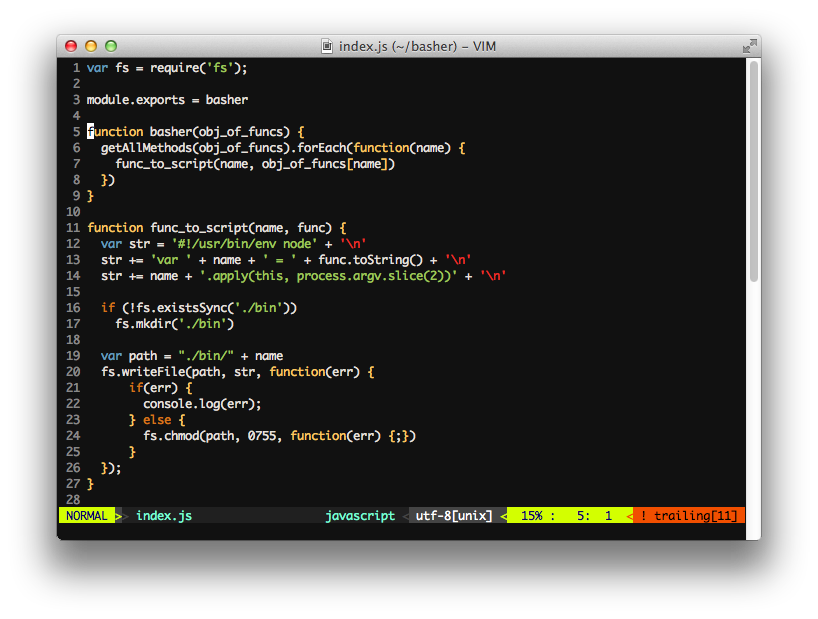 index.js (~/basher) – VIM
1 var fs = require('fs');
2
3 module.exports = basher
4
5 function basher(obj_of_funcs) {
6   getAllMethods(obj_of_funcs).forEach(function(name) {
7     func_to_script(name, obj_of_funcs[name])
8   })
9 }
10
11 function func_to_script(name, func) {
12   var str = '#!/usr/bin/env node' + '\n'
13   str += 'var ' + name + ' = ' + func.toString() + '\n'
14   str += name + '.apply(this, process.argv.slice(2))' + '\n'
15
16   if (!fs.existsSync('./bin'))
17     fs.mkdir('./bin')
18
19   var path = "./bin/" + name
20   fs.writeFile(path, str, function(err) {
21       if(err) {
22         console.log(err);
23       } else {
24         fs.chmod(path, 0755, function(err) {;})
25       }
26   });
27 }
28
NORMAL > index.js javascript < utf-8[unix] < 15% : 5: 1 < ! trailing[11]